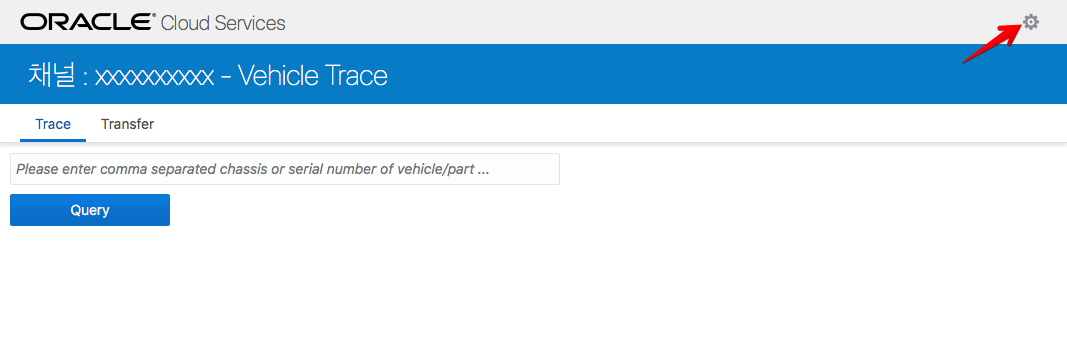 ORACLE® Cloud Services
채널 : xxxxxxxxxx - Vehicle Trace
Trace Transfer
Please enter comma separated chassis or serial number of vehicle/part ...
Query